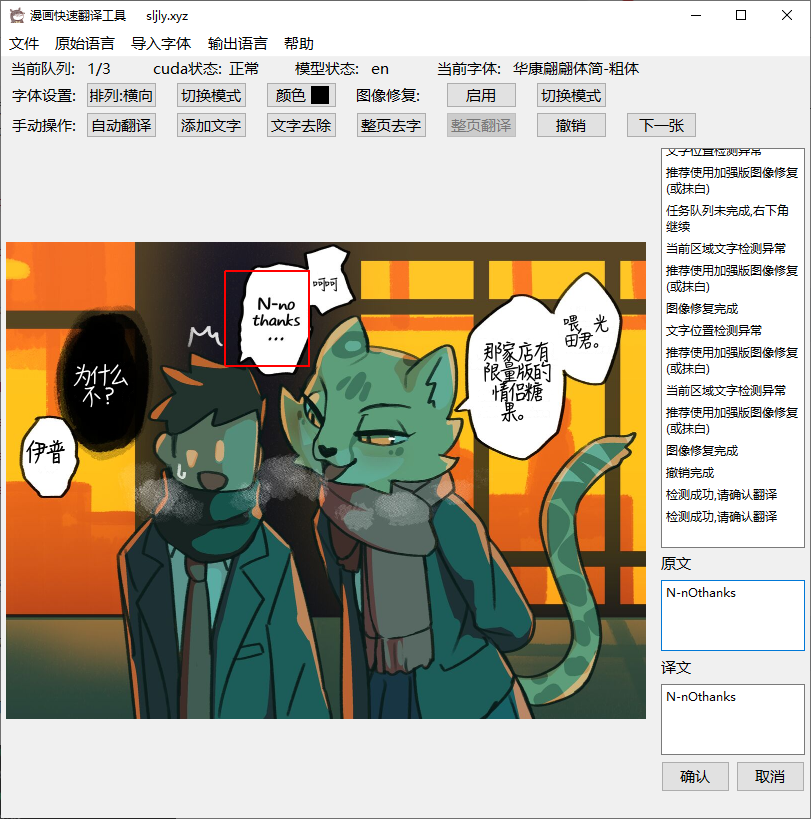 漫画快速翻译工具 sljly.xyz
文件 原始语言 导入字体 输出语言 帮助
当前队列: 1/3 cuda状态: 正常 模型状态: en 当前字体: 华康翩翩体简-粗体
字体设置: 排列:横向 切换模式 颜色 图像修复: 启用 切换模式
手动操作: 自动翻译 添加文字 文字去除 整页去字 整页翻译 撤销 下一张
呵呵
N-no
thanks
...
喂，光
田君。
那家店有
限量版的
情侣糖
果。
为什么
不？
伊普
文字位置检测异常
推荐使用加强版图像修复
(或抹白)
任务队列未完成,右下角
继续
当前区域文字检测异常
推荐使用加强版图像修复
(或抹白)
图像修复完成
文字位置检测异常
推荐使用加强版图像修复
(或抹白)
当前区域文字检测异常
推荐使用加强版图像修复
(或抹白)
图像修复完成
撤销完成
检测成功,请确认翻译
检测成功,请确认翻译
原文
N-nOthanks
译文
N-nOthanks
确认 取消